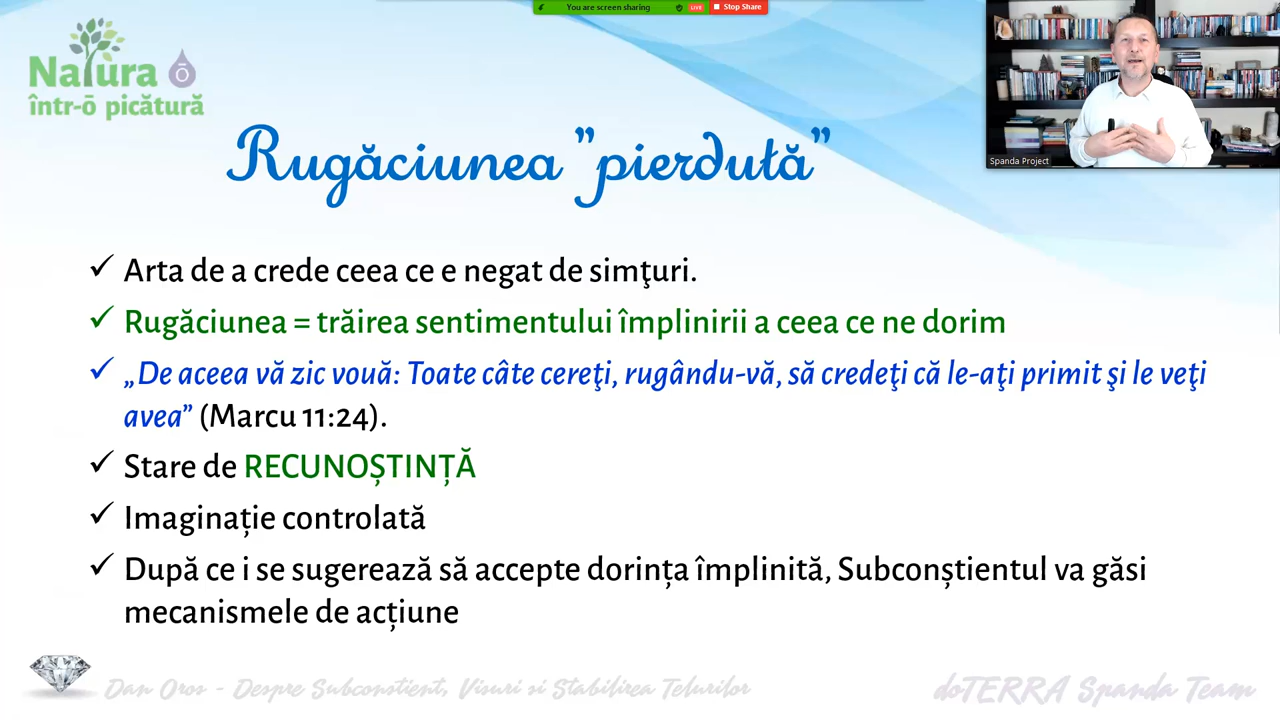 You are screen sharing
LIVE
Stop Share
Natura
ō
într-ō picătură
Spanda Project
Rugăciunea "pierdută"
Arta de a crede ceea ce e negat de simţuri.
Rugăciunea = trăirea sentimentului împlinirii a ceea ce ne dorim
„De aceea vă zic vouă: Toate câte cereţi, rugându-vă, să credeţi că le-aţi primit şi le veţi
avea” (Marcu 11:24).
Stare de RECUNOȘTINȚĂ
Imaginație controlată
După ce i se sugerează să accepte dorința împlinită, Subconștientul va găsi
mecanismele de acțiune
Dan Oros - Despre Subconstient, Visuri si Stabilirea Telurilor
doTERRA Spanda Team